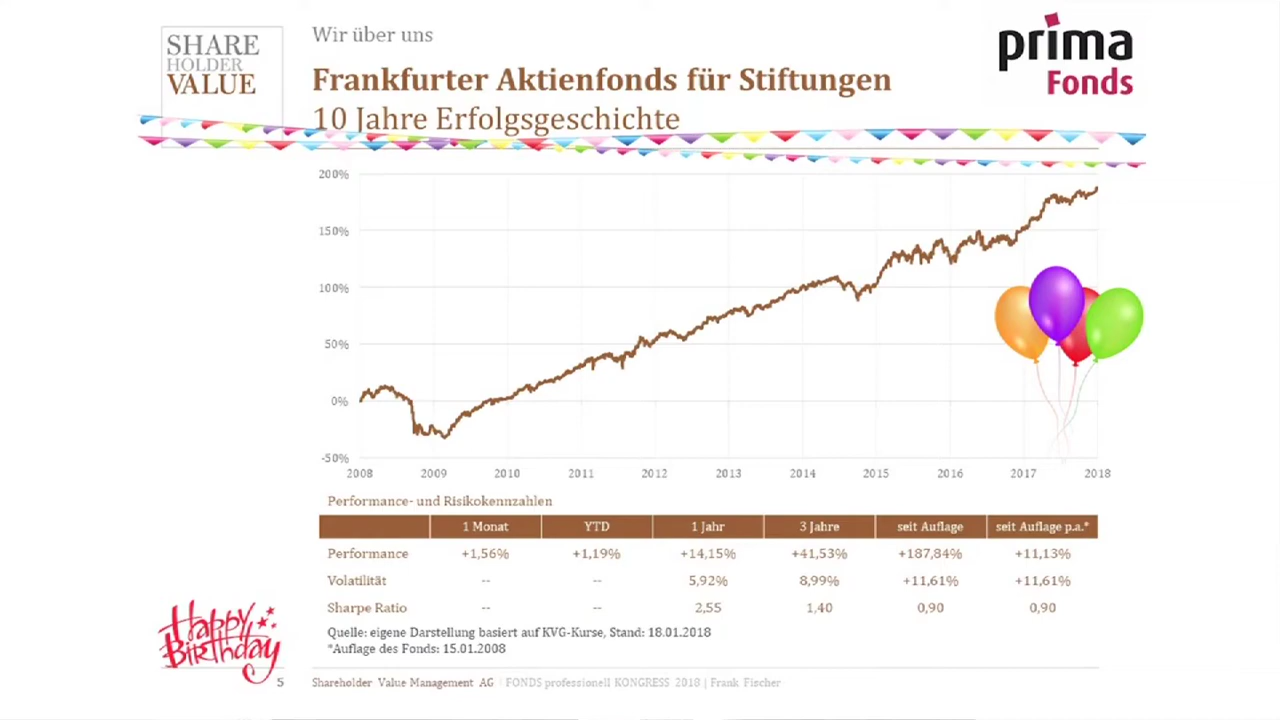 SHARE
HOLDER
VALUE
Wir über uns
Frankfurter Aktienfonds für Stiftungen
10 Jahre Erfolgsgeschichte
prima
Fonds
200%
150%
100%
50%
0%
-50%
2008 2009 2010 2011 2012 2013 2014 2015 2016 2017 2018
Performance- und Risikokennzahlen
1 Monat YTD 1 Jahr 3 Jahre seit Auflage seit Auflage p.a.*
Performance +1,56% +1,19% +14,15% +41,53% +187,84% +11,13%
Volatilität -- -- 5,92% 8,99% +11,61% +11,61%
Sharpe Ratio -- -- 2,55 1,40 0,90 0,90
Quelle: eigene Darstellung basiert auf KVG-Kurse, Stand: 18.01.2018
*Auflage des Fonds: 15.01.2008
Happy
Birthday
5 Shareholder Value Management AG | FONDS professionell KONGRESS 2018 | Frank Fischer